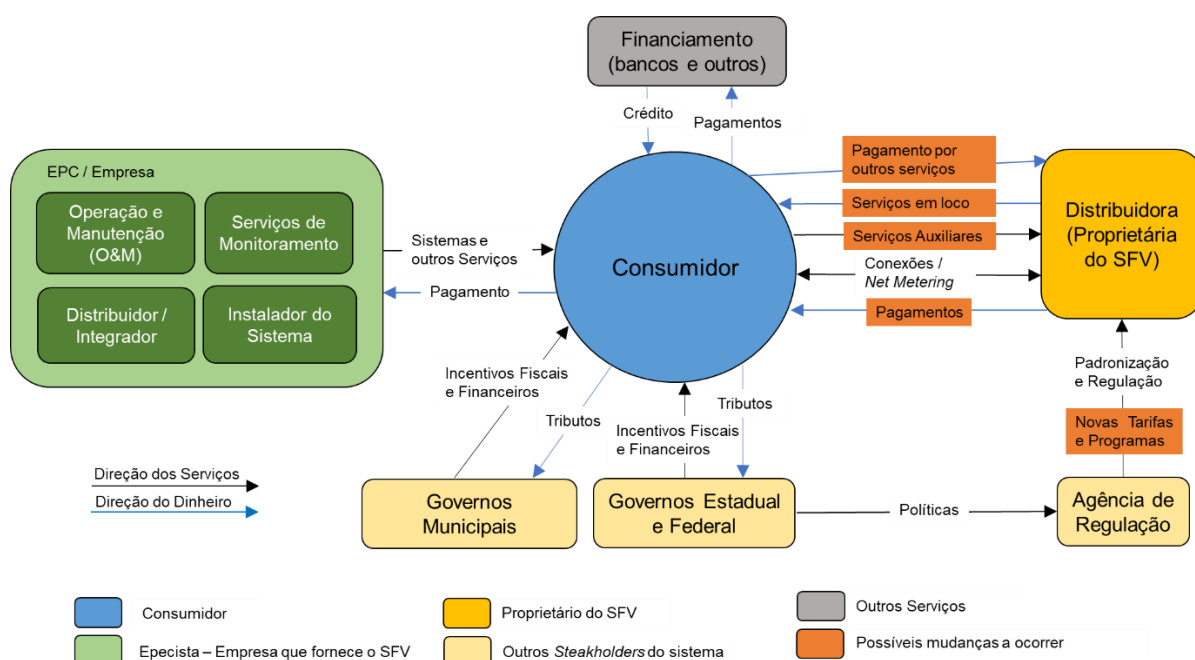 Financiamento
(bancos e outros)
Crédito
Pagamentos
EPC / Empresa
Operação e
Manutenção
(O&M)
Serviços de
Monitoramento
Distribuidor /
Integrador
Instalador do
Sistema
Sistemas e
outros Serviços
Pagamento
Consumidor
Pagamento por
outros serviços
Serviços em loco
Serviços Auxiliares
Conexões /
Net Metering
Pagamentos
Distribuidora
(Proprietária
do SFV)
Incentivos Fiscais
e Financeiros
Tributos
Incentivos Fiscais
e Financeiros
Tributos
Padronização
e Regulação
Novas Tarifas
e Programas
Direção dos Serviços
Direção do Dinheiro
Governos
Municipais
Governos Estadual
e Federal
Políticas
Agência de
Regulação
Consumidor
Proprietário do SFV
Outros Serviços
Epecista – Empresa que fornece o SFV
Outros Steakholders do sistema
Possíveis mudanças a ocorrer